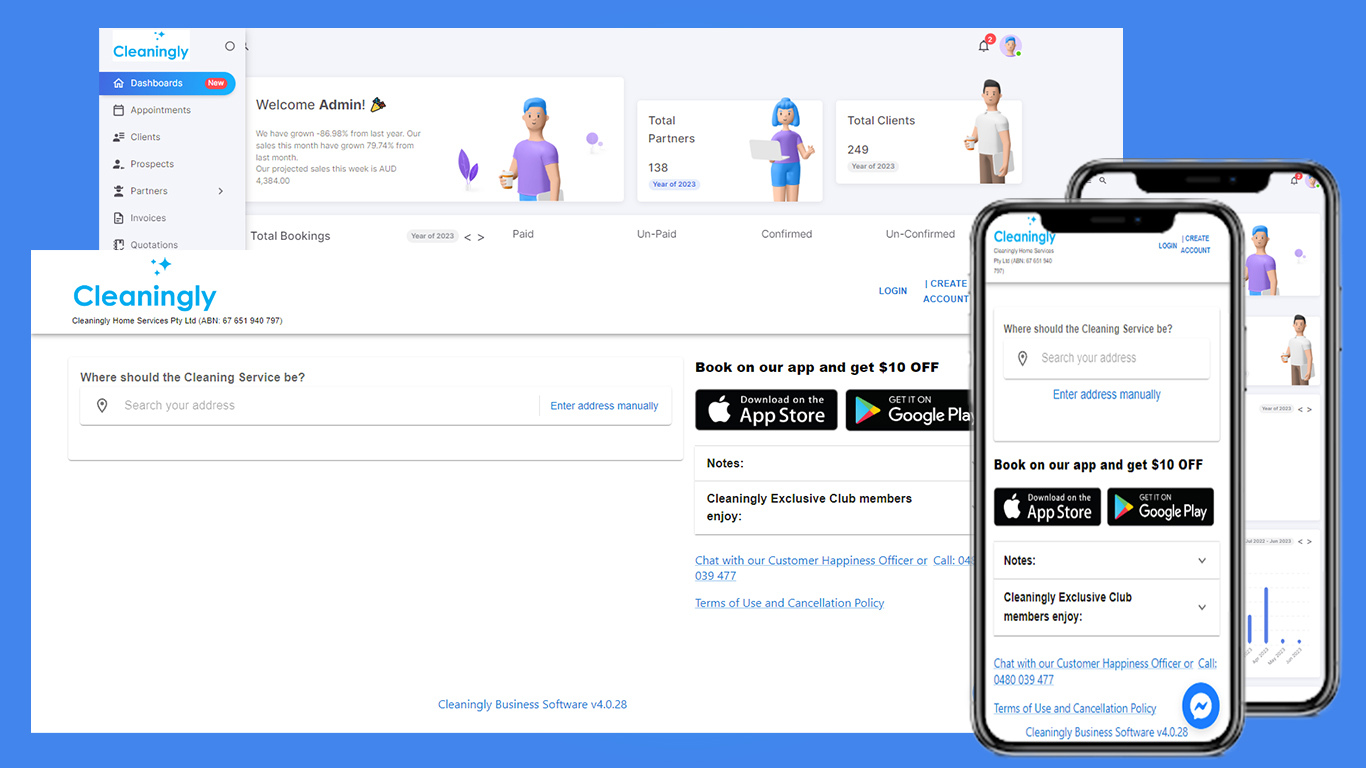 Cleaningly
2
Dashboards New
Appointments
Clients
Prospects
Partners
Invoices
Quotations
Welcome Admin!
We have grown -86.98% from last year. Our
sales this month have grown 79.74% from
last month.
Our projected sales this week is AUD
4,384.00
Total
Partners
138
Year of 2023
Total Clients
249
Year of 2023
Total Bookings
Year of 2023 < >
Paid
Un-Paid
Confirmed
Un-Confirmed
Cleaningly
Cleaningly Home Services Pty Ltd (ABN: 67 651 940 797)
LOGIN
| CREATE
ACCOUNT
Where should the Cleaning Service be?
Search your address
Enter address manually
Book on our app and get $10 OFF
Download on the
App Store
GET IT ON
Google Play
Notes:
Cleaningly Exclusive Club members
enjoy:
Chat with our Customer Happiness Officer or Call: 048
039 477
Terms of Use and Cancellation Policy
Cleaningly Business Software v4.0.28
Cleaningly
Cleaningly Home Services
Pty Ltd (ABN: 67 651 940
797)
LOGIN
| CREATE
ACCOUNT
Where should the Cleaning Service be?
Search your address
Enter address manually
Book on our app and get $10 OFF
Download on the
App Store
GET IT ON
Google Play
Notes:
Cleaningly Exclusive Club
members enjoy:
Chat with our Customer Happiness Officer or Call:
0480 039 477
Terms of Use and Cancellation Policy
Cleaningly Business Software v4.0.28
Year of 2023 < >
Jul 2022 - Jun 2023 < >
Apr 2023
May 2023
Jun 2023